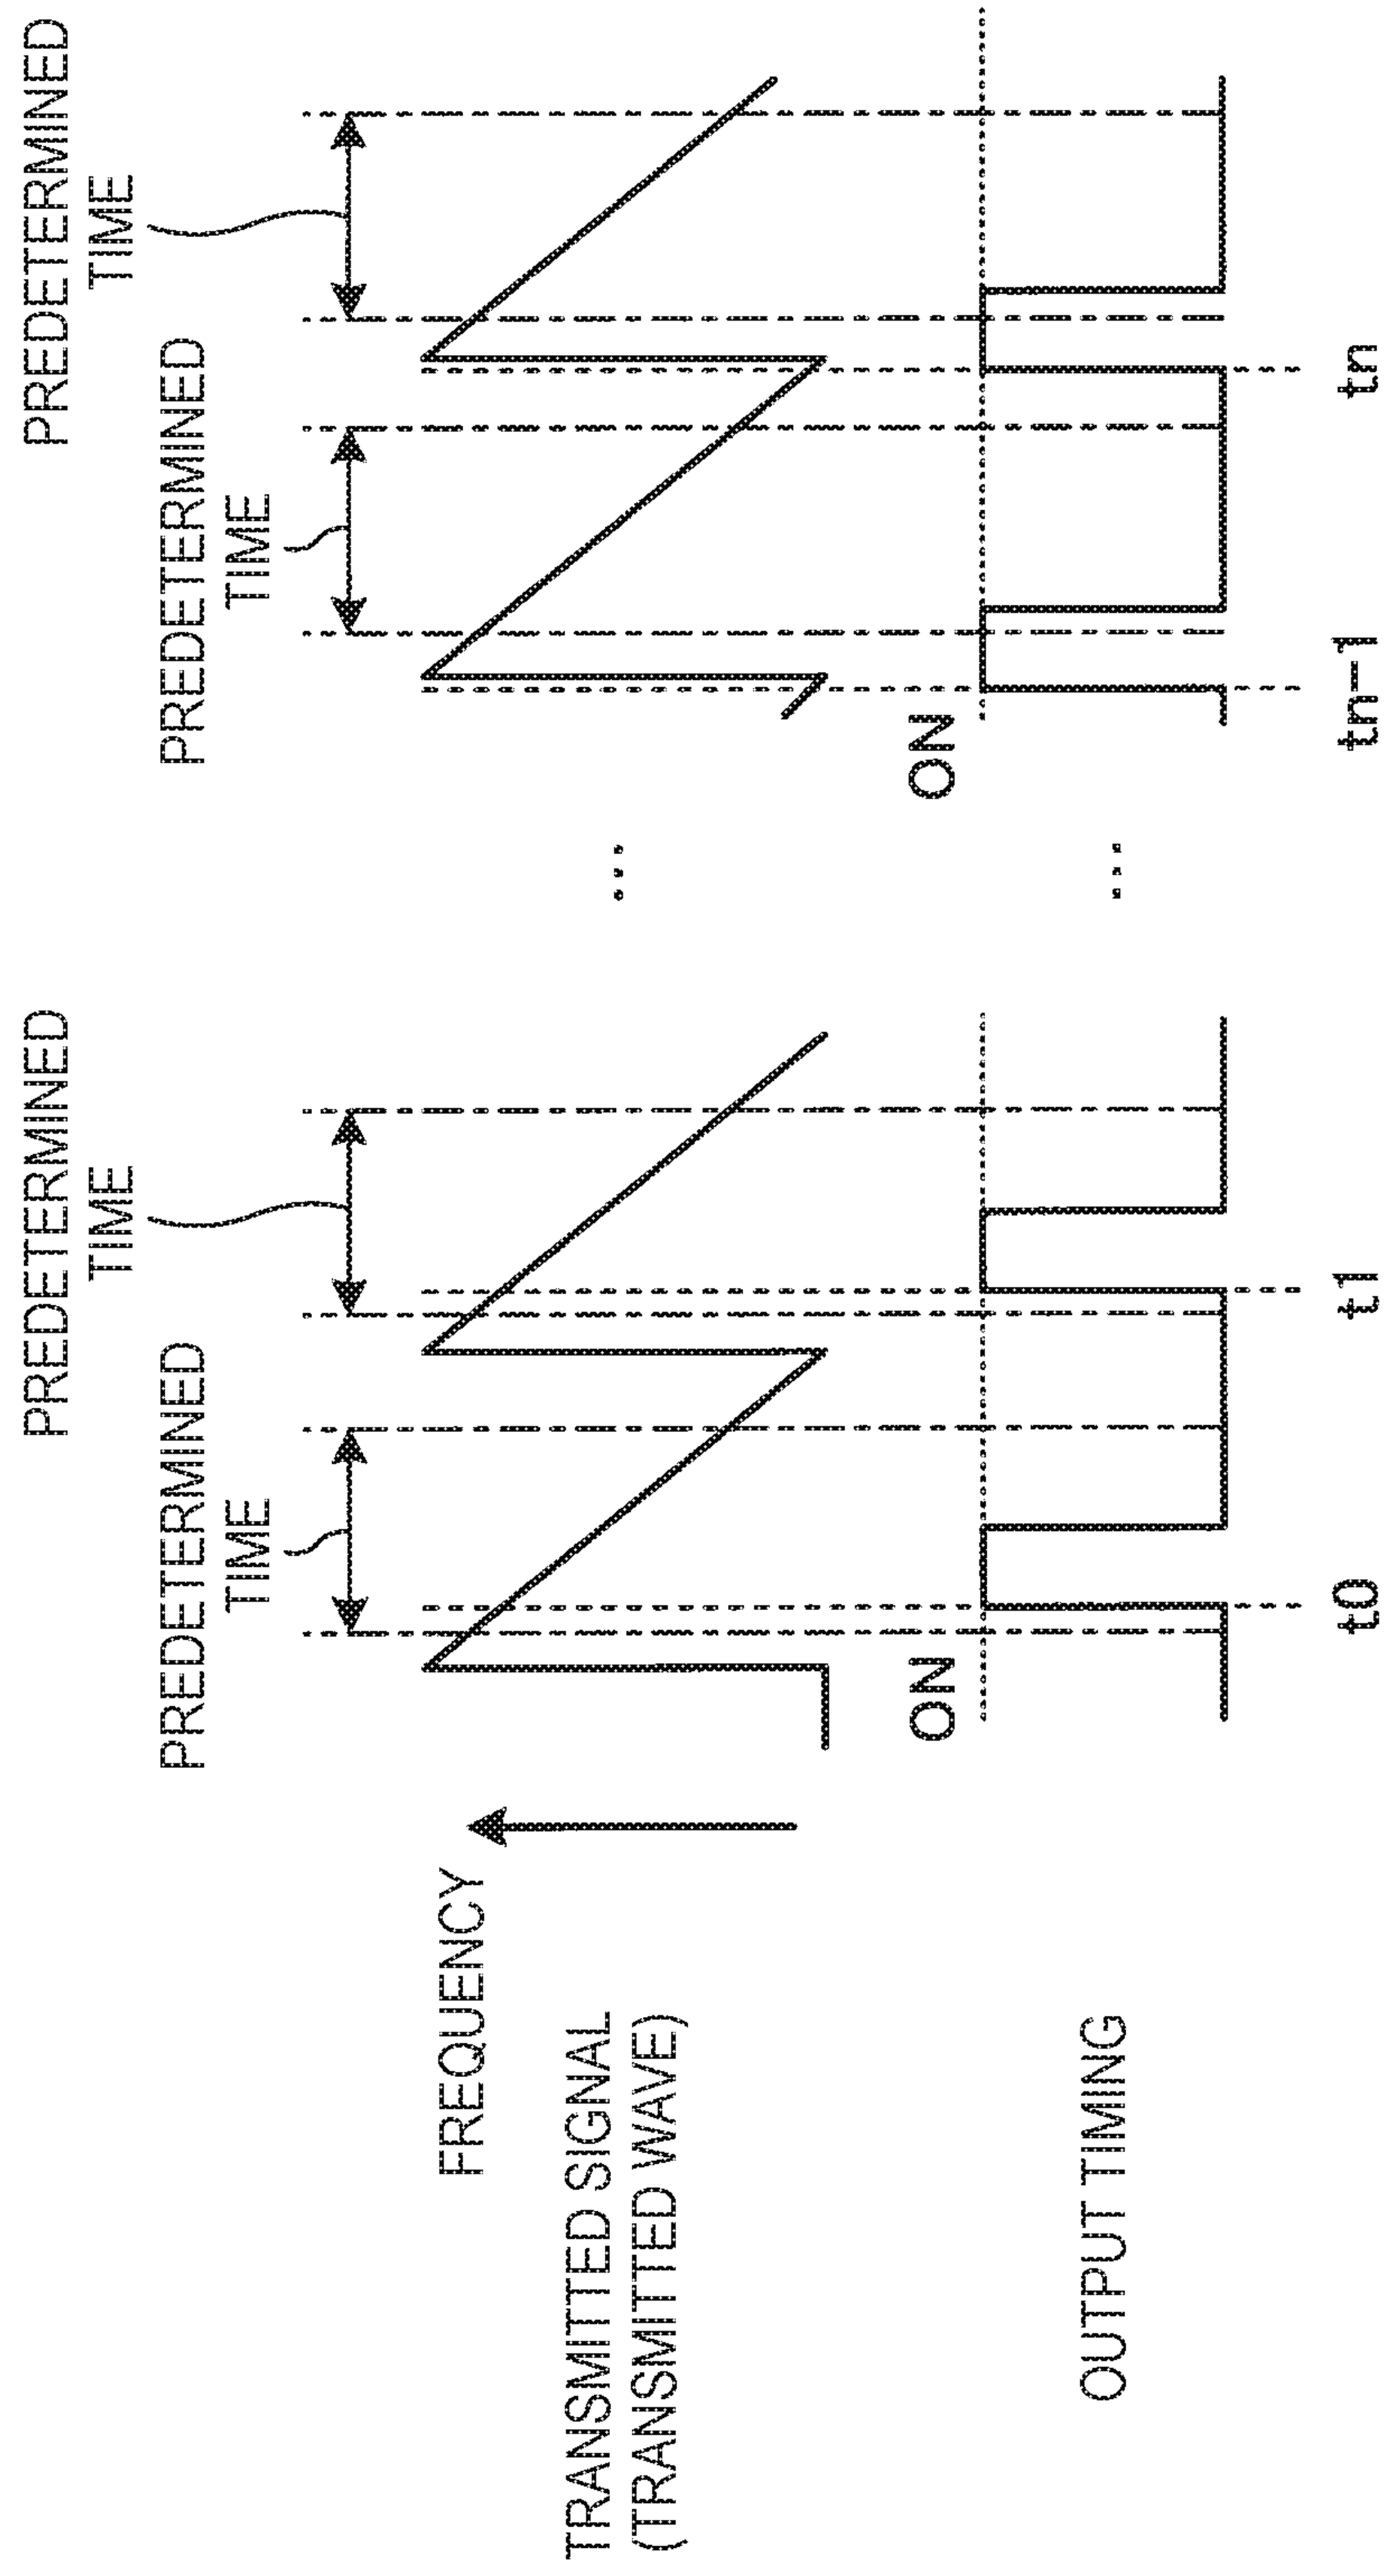 PREDETERMINED
TIME
PREDETERMINED
TIME
PREDETERMINED
TIME
PREDETERMINED
TIME
FREQUENCY
TRANSMITTED SIGNAL
(TRANSMITTED WAVE)
...
ON
ON
OUTPUT TIMING
...
t0
t1
tn-1
tn